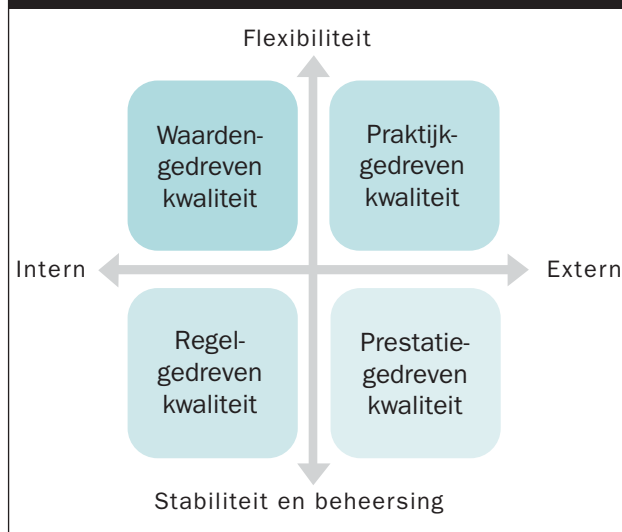 Flexibiliteit
Waarden-
gedreven
kwaliteit
Praktijk-
gedreven
kwaliteit
Intern
Extern
Regel-
gedreven
kwaliteit
Prestatie-
gedreven
kwaliteit
Stabiliteit en beheersing